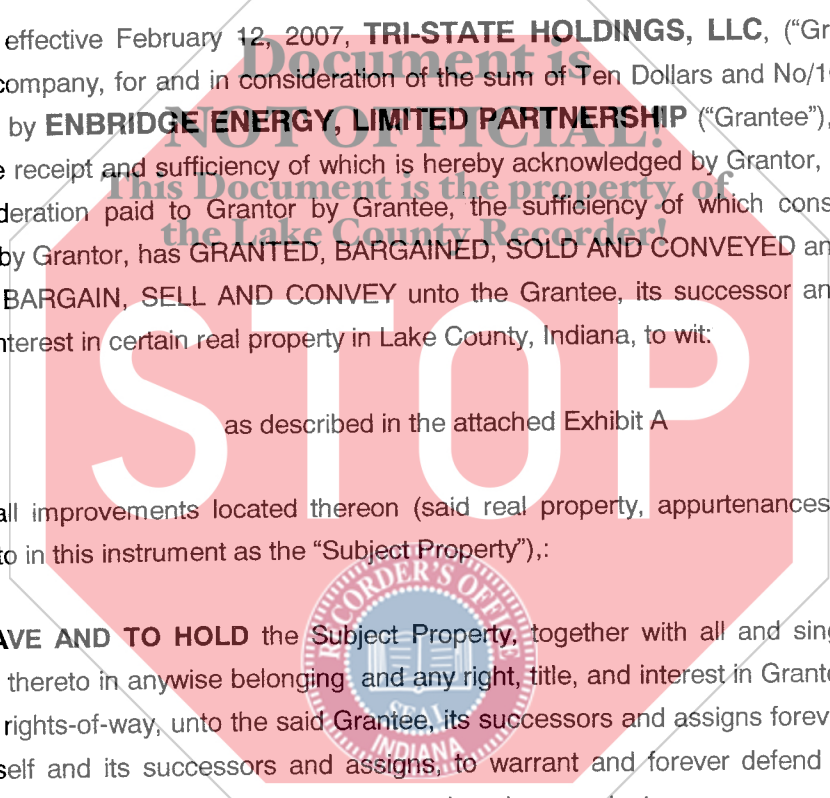 effective February 12, 2007, TRI-STATE HOLDINGS, LLC, (“Gr
company, for and in consideration of the sum of Ten Dollars and No/1
by ENBRIDGE ENERGY, LIMITED PARTNERSHIP (“Grantee”),
e receipt and sufficiency of which is hereby acknowledged by Grantor,
deration paid to Grantor by Grantee, the sufficiency of which cons
by Grantor, has GRANTED, BARGAINED, SOLD AND CONVEYED an
BARGAIN, SELL AND CONVEY unto the Grantee, its successor an
nterest in certain real property in Lake County, Indiana, to wit:
as described in the attached Exhibit A
all improvements located thereon (said real property, appurtenances
to in this instrument as the “Subject Property”),:
AVE AND TO HOLD the Subject Property, together with all and sing
thereto in anywise belonging and any right, title, and interest in Granto
rights-of-way, unto the said Grantee, its successors and assigns forev
self and its successors and assigns, to warrant and forever defend
Document is
NOT OFFICIAL!
This Document is the property of
the Lake County Recorder!
STOP
RECORDER'S OFFICE
SEAL
INDIANA